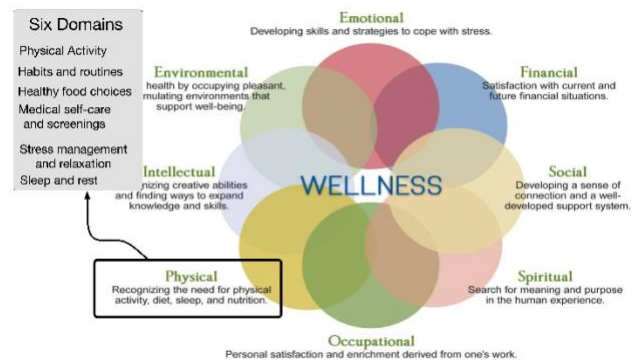 Six Domains
Physical Activity
Habits and routines
Healthy food choices
Medical self-care
and screenings
Stress management
and relaxation
Sleep and rest
Emotional
Developing skills and strategies to cope with stress.
Financial
Satisfaction with current and
future financial situations.
Social
Developing a sense of
connection and a well-
developed support system.
Spiritual
Search for meaning and purpose
in the human experience.
Occupational
Personal satisfaction and enrichment derived from one's work.
Physical
Recognizing the need for physical
activity, diet, sleep, and nutrition.
Intellectual
nizing creative abilities
and finding ways to expand
knowledge and skills.
Environmental
health by occupying pleasant,
mulating environments that
support well-being.
WELLNESS